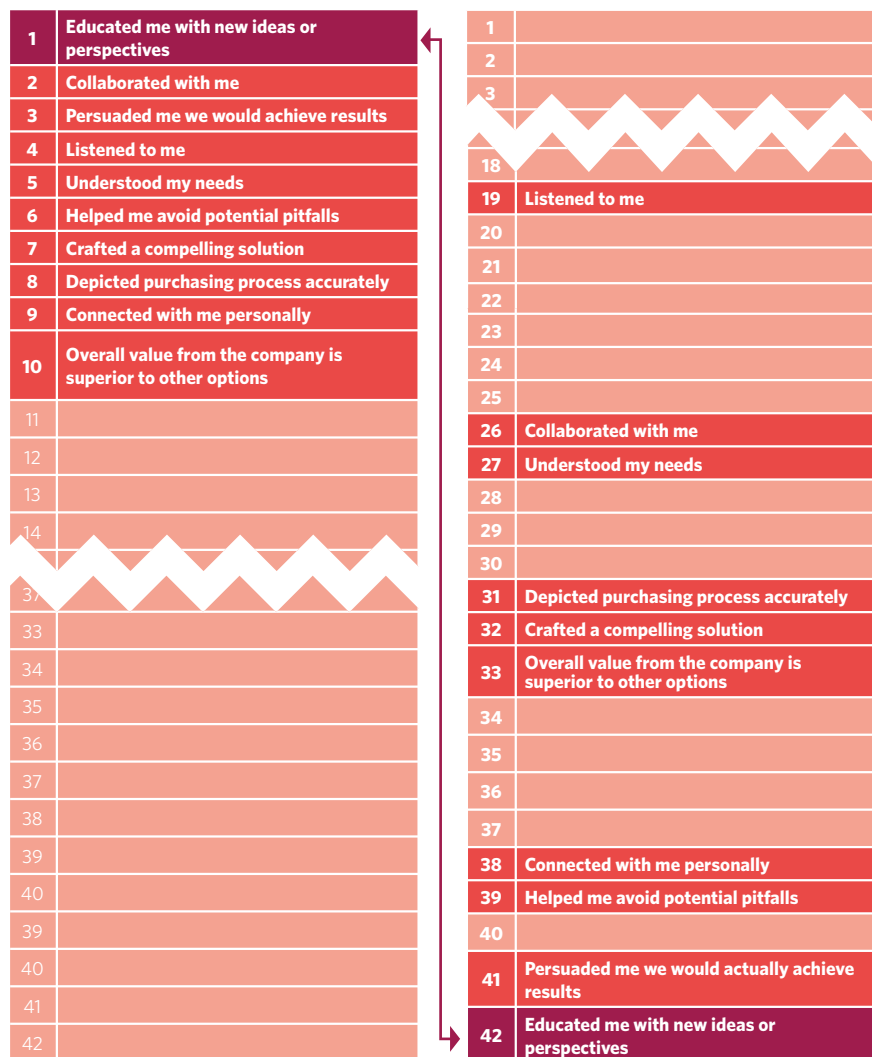 1 Educated me with new ideas or
perspectives
2 Collaborated with me
3 Persuaded me we would achieve results
4 Listened to me
5 Understood my needs
6 Helped me avoid potential pitfalls
7 Crafted a compelling solution
8 Depicted purchasing process accurately
9 Connected with me personally
10 Overall value from the company is
superior to other options
11
12
13
14
37
33
34
35
36
37
38
39
40
39
40
41
42
1
2
3
18
19 Listened to me
20
21
22
23
24
25
26 Collaborated with me
27 Understood my needs
28
29
30
31 Depicted purchasing process accurately
32 Crafted a compelling solution
33 Overall value from the company is
superior to other options
34
35
36
37
38 Connected with me personally
39 Helped me avoid potential pitfalls
40
41 Persuaded me we would actually achieve
results
42 Educated me with new ideas or
perspectives